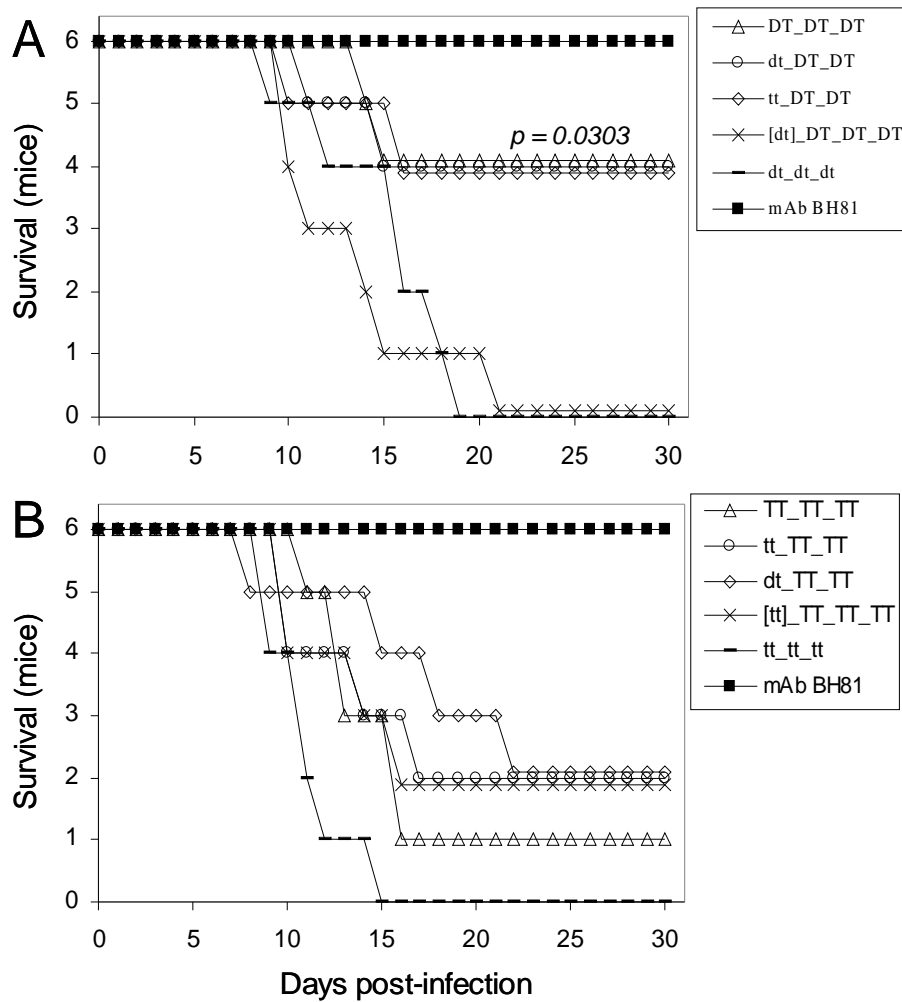 A
Survival (mice)
6
5
4
3
2
1
0
0 5 10 15 20 25 30
p = 0.0303
DT_DT_DT
dt_DT_DT
tt_DT_DT
[dt]_DT_DT_DT
dt_dt_dt
mAb BH81
B
Survival (mice)
6
5
4
3
2
1
0
0 5 10 15 20 25 30
Days post-infection
TT_TT_TT
tt_TT_TT
dt_TT_TT
[tt]_TT_TT_TT
tt_tt_tt
mAb BH81